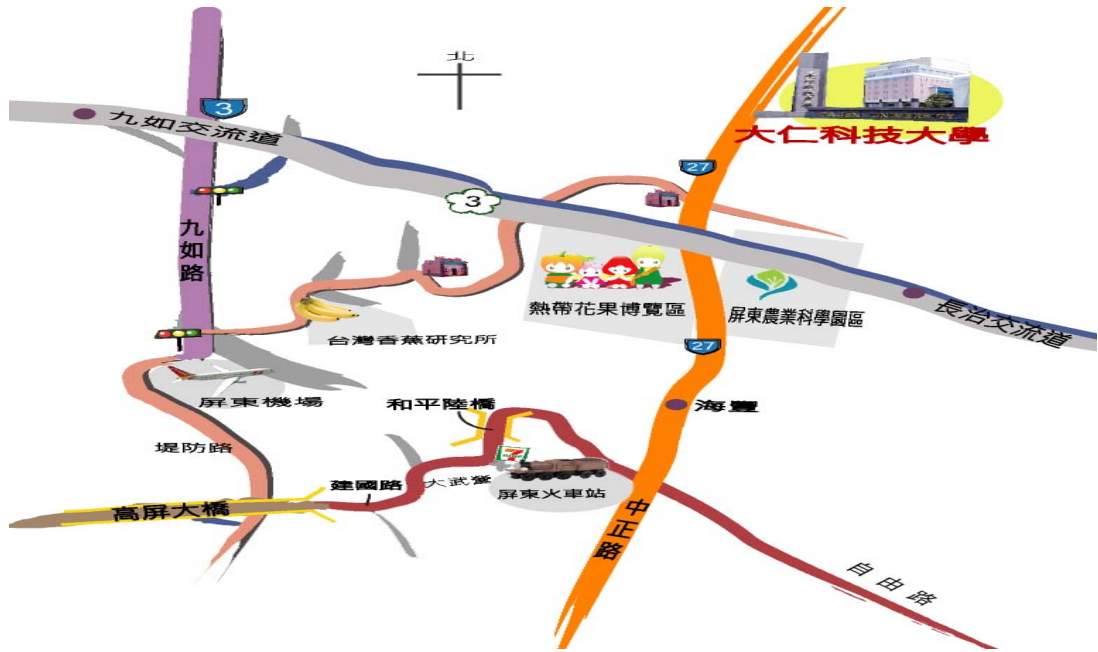 北
3
九如交流道
27
大仁科技大學
TAJEN UNIVERSITY
3
九如路
熱帶花果博覽區
屏東農業科學園區
長治交流道
台灣香蕉研究所
27
屏東機場
和平陸橋
海豐
堤防路
7
建國路
大武營
屏東火車站
高屏大橋
中正路
自由路